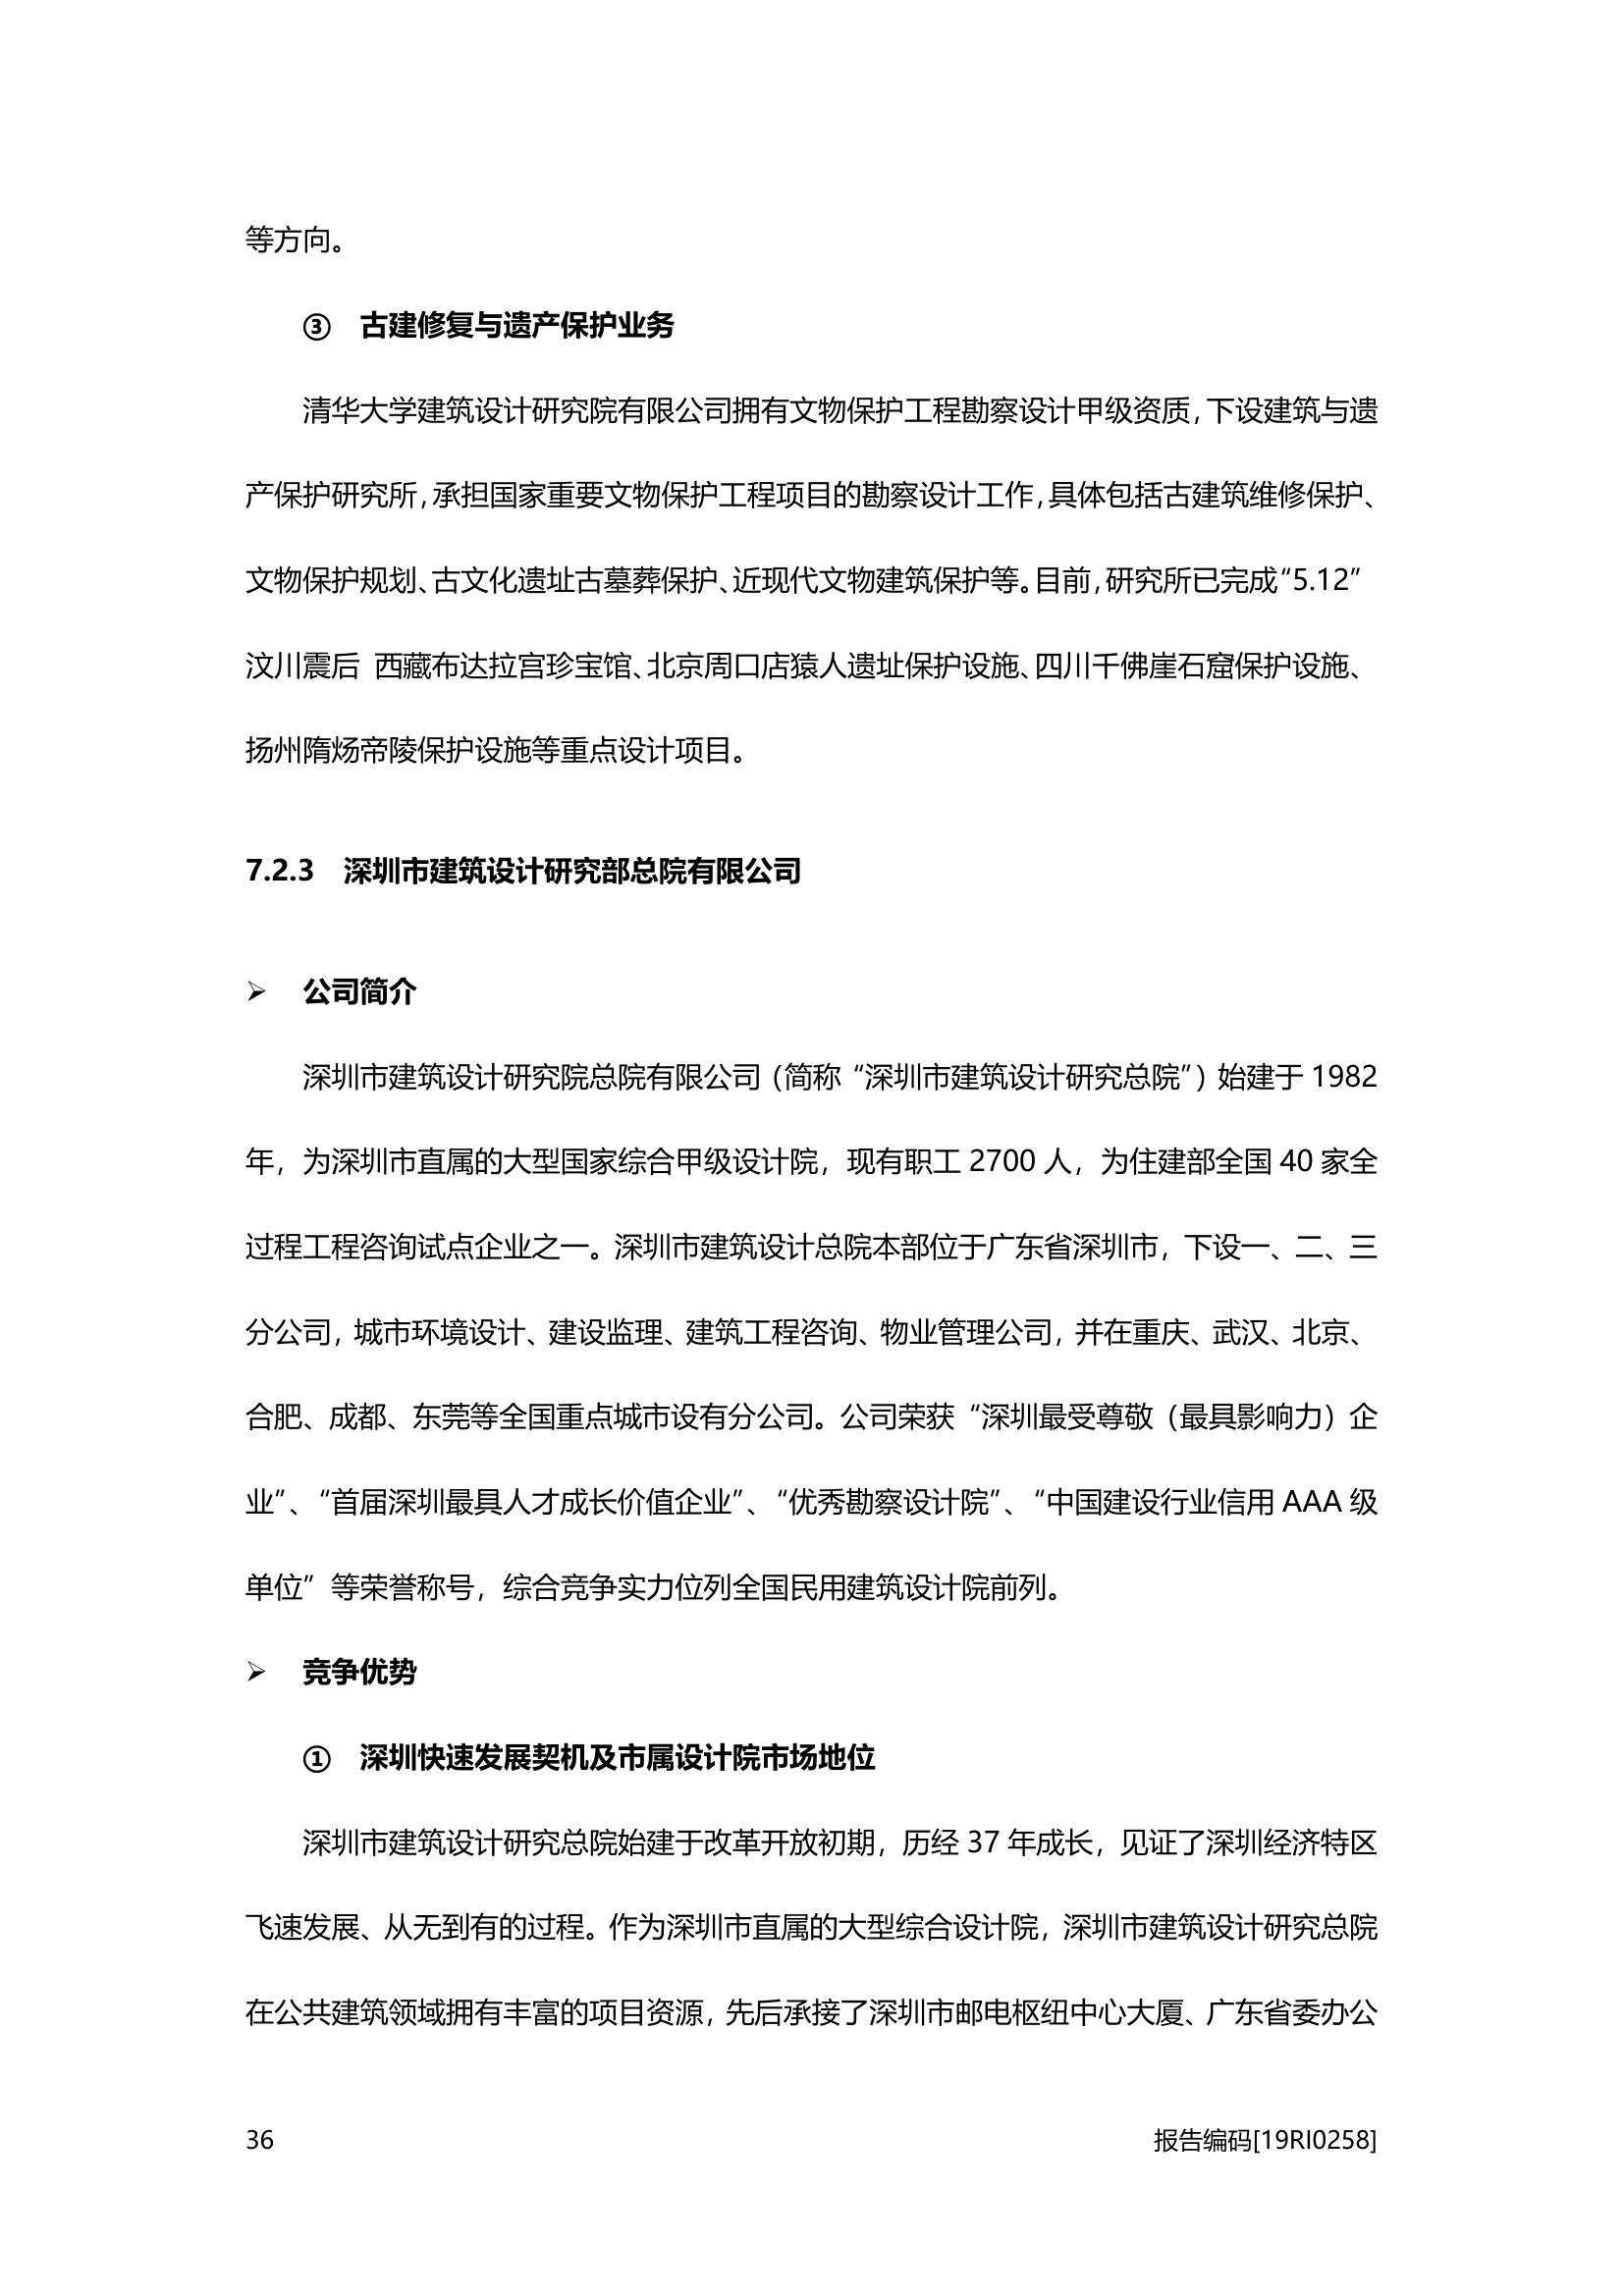 等方向。
③ 古建修复与遗产保护业务
清华大学建筑设计研究院有限公司拥有文物保护工程勘察设计甲级资质，下设建筑与遗
产保护研究所，承担国家重要文物保护工程项目的勘察设计工作，具体包括古建筑维修保护、
文物保护规划、古文化遗址古墓葬保护、近现代文物建筑保护等。目前，研究所已完成“5.12”
汶川震后 西藏布达拉宫珍宝馆、北京周口店猿人遗址保护设施、四川千佛崖石窟保护设施、
扬州隋炀帝陵保护设施等重点设计项目。
7.2.3 深圳市建筑设计研究部总院有限公司
➢ 公司简介
深圳市建筑设计研究院总院有限公司（简称“深圳市建筑设计研究总院”）始建于 1982
年，为深圳市直属的大型国家综合甲级设计院，现有职工 2700 人，为住建部全国 40 家全
过程工程咨询试点企业之一。深圳市建筑设计总院本部位于广东省深圳市，下设一、二、三
分公司，城市环境设计、建设监理、建筑工程咨询、物业管理公司，并在重庆、武汉、北京、
合肥、成都、东莞等全国重点城市设有分公司。公司荣获“深圳最受尊敬（最具影响力）企
业”、“首届深圳最具人才成长价值企业”、“优秀勘察设计院”、“中国建设行业信用 AAA 级
单位”等荣誉称号，综合竞争实力位列全国民用建筑设计院前列。
➢ 竞争优势
① 深圳快速发展契机及市属设计院市场地位
深圳市建筑设计研究总院始建于改革开放初期，历经 37 年成长，见证了深圳经济特区
飞速发展、从无到有的过程。作为深圳市直属的大型综合设计院，深圳市建筑设计研究总院
在公共建筑领域拥有丰富的项目资源，先后承接了深圳市邮电枢纽中心大厦、广东省委办公
36 报告编码[19RI0258]